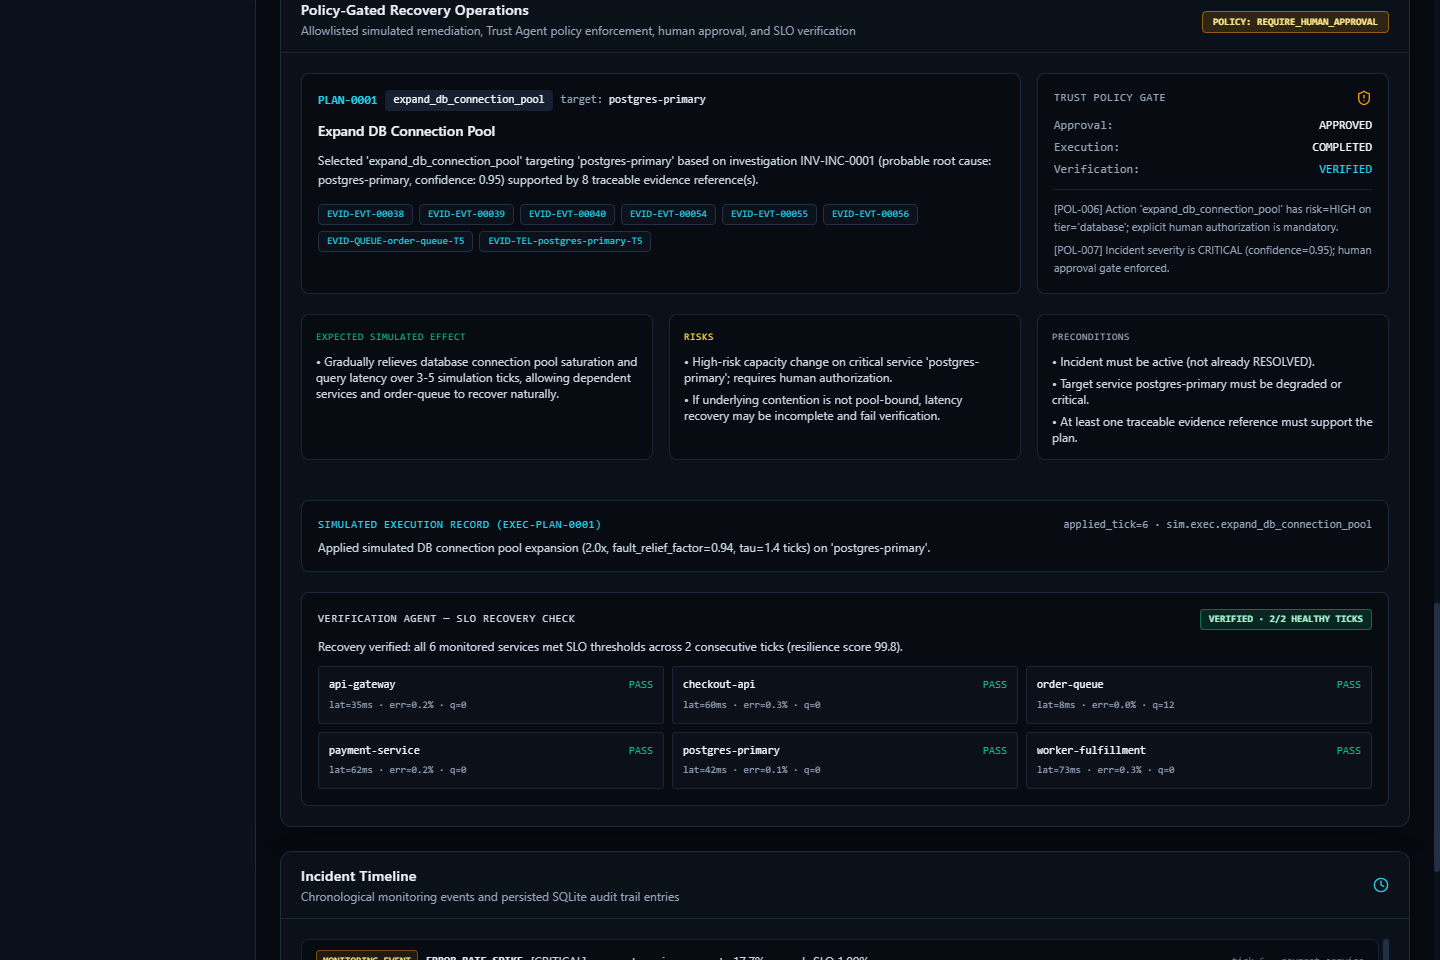 Policy-Gated Recovery Operations
Allowlisted simulated remediation, Trust Agent policy enforcement, human approval, and SLO verification
POLICY: REQUIRE_HUMAN_APPROVAL
PLAN-0001 expand_db_connection_pool target: postgres-primary
Expand DB Connection Pool
Selected 'expand_db_connection_pool' targeting 'postgres-primary' based on investigation INV-INC-0001 (probable root cause:
postgres-primary, confidence: 0.95) supported by 8 traceable evidence reference(s).
EVID-EVT-00038 EVID-EVT-00039 EVID-EVT-00040 EVID-EVT-00054 EVID-EVT-00055 EVID-EVT-00056
EVID-QUEUE-order-queue-T5 EVID-TEL-postgres-primary-T5
TRUST POLICY GATE
Approval: APPROVED
Execution: COMPLETED
Verification: VERIFIED
[POL-006] Action 'expand_db_connection_pool' has risk=HIGH on
tier='database'; explicit human authorization is mandatory.
[POL-007] Incident severity is CRITICAL (confidence=0.95); human
approval gate enforced.
EXPECTED SIMULATED EFFECT
• Gradually relieves database connection pool saturation and
query latency over 3-5 simulation ticks, allowing dependent
services and order-queue to recover naturally.
RISKS
• High-risk capacity change on critical service 'postgres-
primary'; requires human authorization.
• If underlying contention is not pool-bound, latency
recovery may be incomplete and fail verification.
PRECONDITIONS
• Incident must be active (not already RESOLVED).
• Target service postgres-primary must be degraded or
critical.
• At least one traceable evidence reference must support the
plan.
SIMULATED EXECUTION RECORD (EXEC-PLAN-0001)
applied_tick=6 · sim.exec.expand_db_connection_pool
Applied simulated DB connection pool expansion (2.0x, fault_relief_factor=0.94, tau=1.4 ticks) on 'postgres-primary'.
VERIFICATION AGENT — SLO RECOVERY CHECK
VERIFIED · 2/2 HEALTHY TICKS
Recovery verified: all 6 monitored services met SLO thresholds across 2 consecutive ticks (resilience score 99.8).
api-gateway PASS
lat=35ms · err=0.2% · q=0
checkout-api PASS
lat=60ms · err=0.3% · q=0
order-queue PASS
lat=8ms · err=0.0% · q=12
payment-service PASS
lat=62ms · err=0.2% · q=0
postgres-primary PASS
lat=42ms · err=0.1% · q=0
worker-fulfillment PASS
lat=73ms · err=0.3% · q=0
Incident Timeline
Chronological monitoring events and persisted SQLite audit trail entries
MONITORING EVENT ERROR RATE SPIKE [CRITICAL]